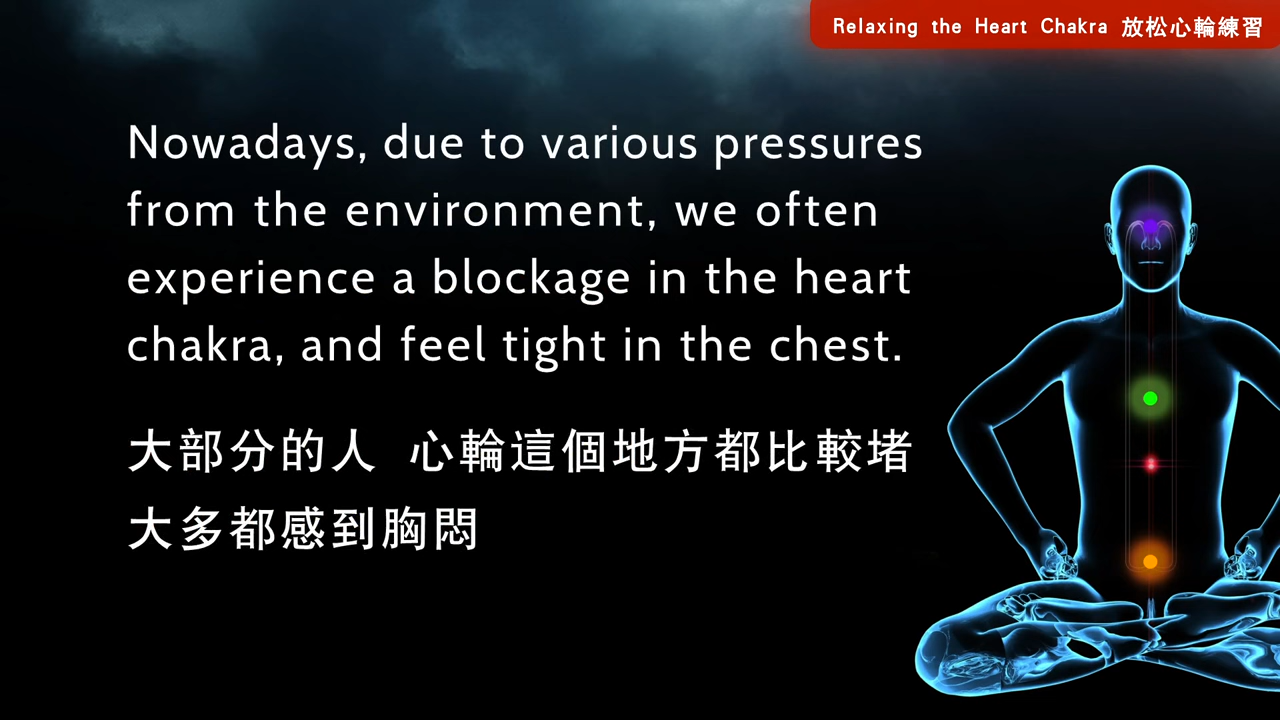 Relaxing the Heart Chakra 放松心輪練習
Nowadays, due to various pressures
from the environment, we often
experience a blockage in the heart
chakra, and feel tight in the chest.
大部分的人 心輪這個地方都比較堵
大多都感到胸悶